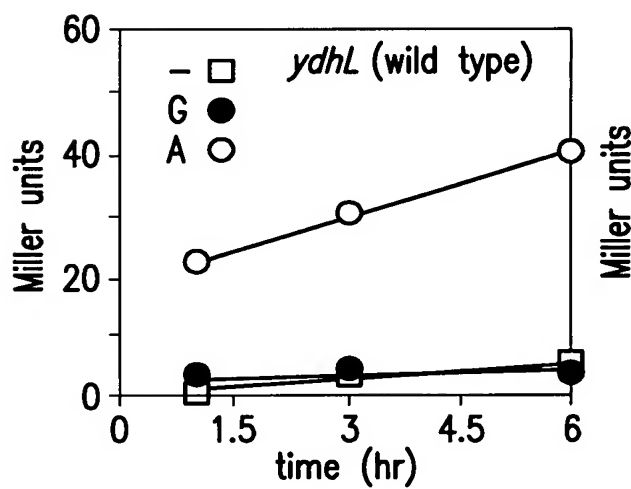 60
– ydhL (wild type)
G
A
40
20
0
Miller units
Miller units
0 1.5 3 4.5 6
time (hr)